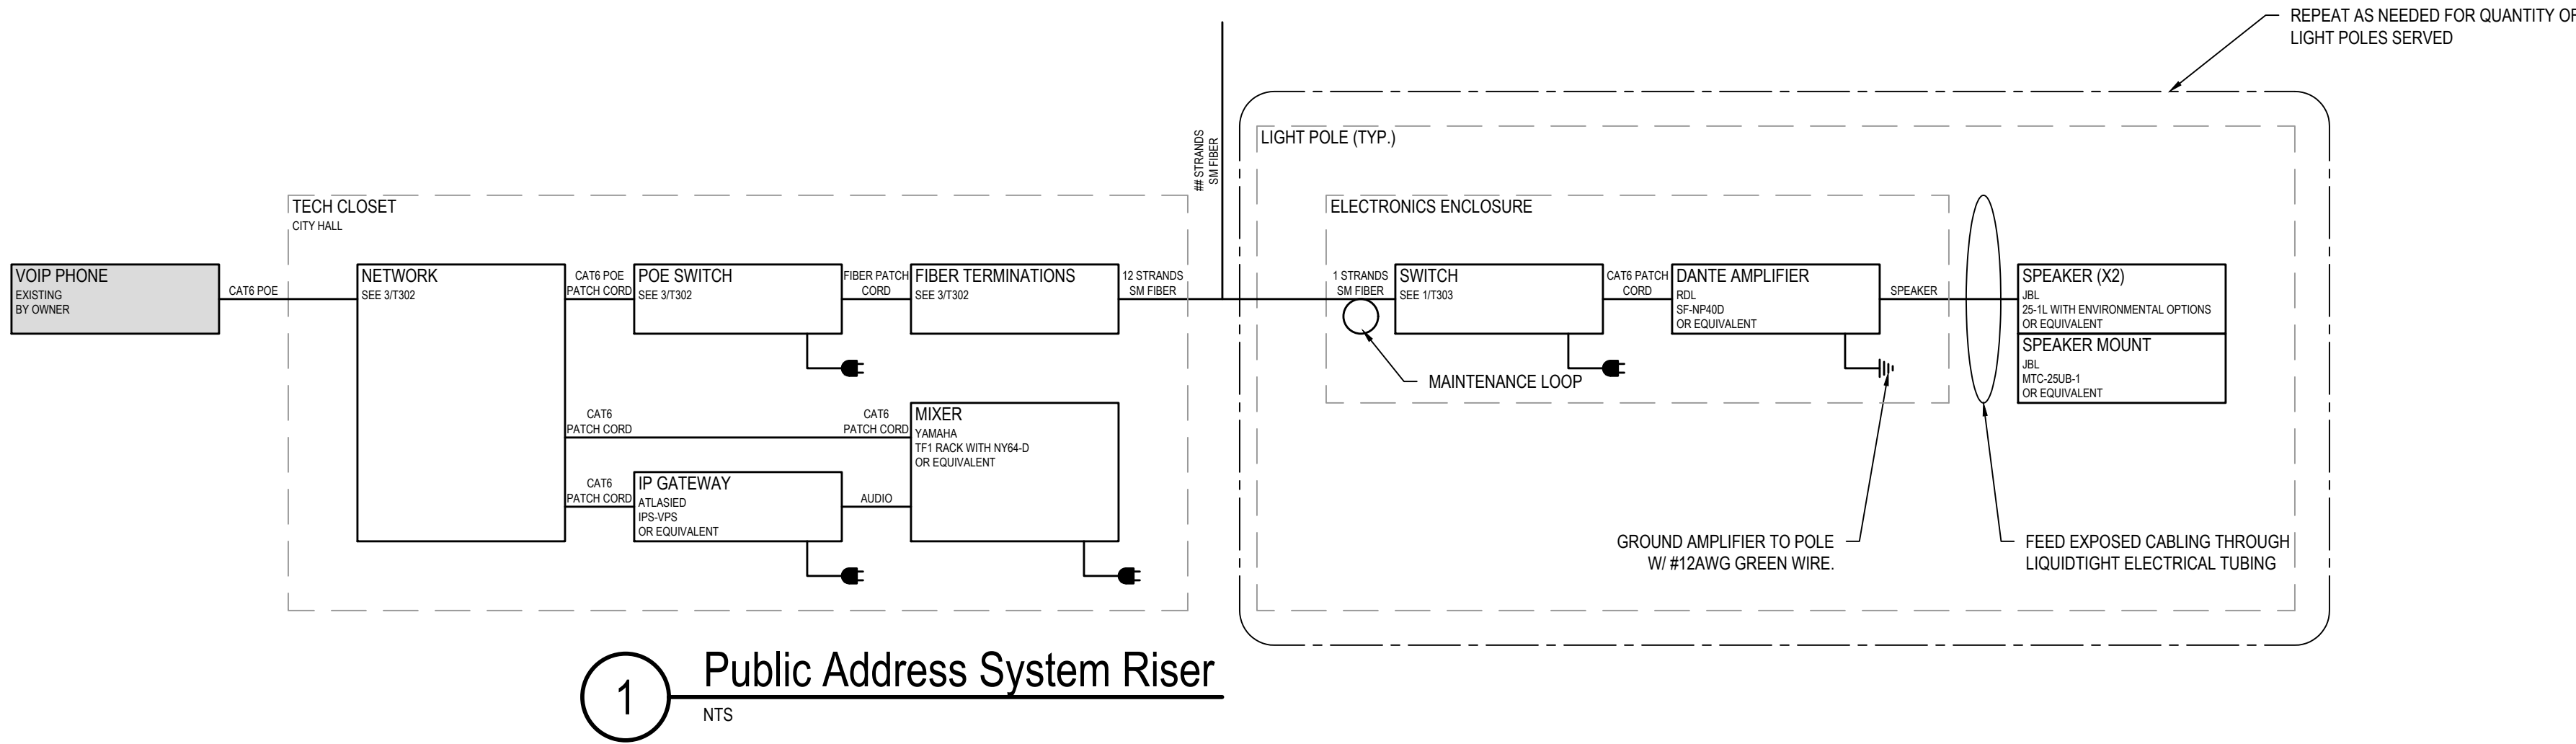 REPEAT AS NEEDED FOR QUANTITY OF
LIGHT POLES SERVED
## STRANDS
SM FIBER
LIGHT POLE (TYP.)
TECH CLOSET
CITY HALL
ELECTRONICS ENCLOSURE
VOIP PHONE
EXISTING
BY OWNER
CAT6 POE
NETWORK
SEE 3/T302
CAT6 POE
PATCH CORD
POE SWITCH
SEE 3/T302
FIBER PATCH
CORD
FIBER TERMINATIONS
SEE 3/T302
12 STRANDS
SM FIBER
1 STRANDS
SM FIBER
SWITCH
SEE 1/T303
CAT6 PATCH
CORD
DANTE AMPLIFIER
RDL
SF-NP40D
OR EQUIVALENT
SPEAKER
SPEAKER (X2)
JBL
25-1L WITH ENVIRONMENTAL OPTIONS
OR EQUIVALENT
SPEAKER MOUNT
JBL
MTC-25UB-1
OR EQUIVALENT
MAINTENANCE LOOP
CAT6
PATCH CORD
CAT6
PATCH CORD
MIXER
YAMAHA
TF1 RACK WITH NY64-D
OR EQUIVALENT
CAT6
PATCH CORD
IP GATEWAY
ATLASIED
IPS-VPS
OR EQUIVALENT
AUDIO
GROUND AMPLIFIER TO POLE
W/ #12AWG GREEN WIRE.
FEED EXPOSED CABLING THROUGH
LIQUIDTIGHT ELECTRICAL TUBING
1
Public Address System Riser
NTS